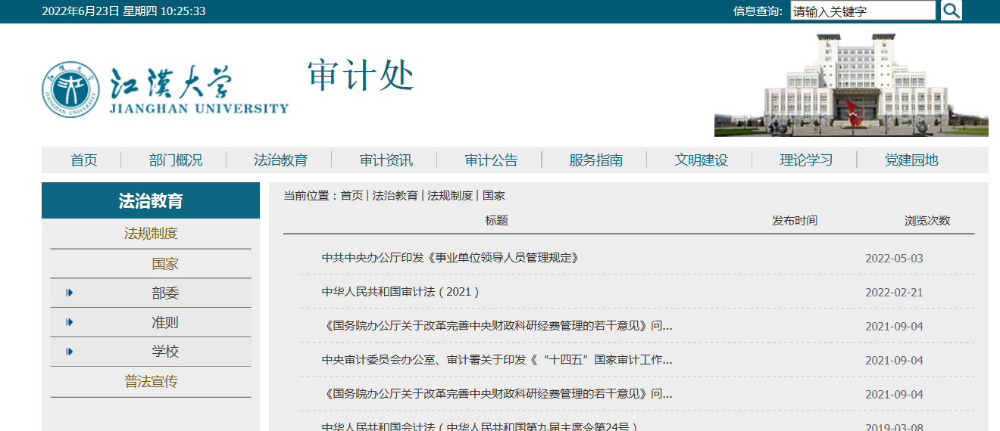 2022年6月23日 星期四 10:25:33
信息查询:
请输入关键字
江漢大学
JIANGHAN UNIVERSITY
审计处
首页
部门概况
法治教育
审计资讯
审计公告
服务指南
文明建设
理论学习
党建园地
法治教育
法规制度
国家
部委
准则
学校
普法宣传
当前位置：首页 | 法治教育 | 法规制度 | 国家
标题 发布时间 浏览次数
中共中央办公厅印发《事业单位领导人员管理规定》 2022-05-03
中华人民共和国审计法（2021） 2022-02-21
《国务院办公厅关于改革完善中央财政科研经费管理的若干意见》问... 2021-09-04
中央审计委员会办公室、审计署关于印发《“十四五”国家审计工作... 2021-09-04
《国务院办公厅关于改革完善中央财政科研经费管理的若干意见》问... 2021-09-04
中华人民共和国会计法（中华人民共和国第九届主席令第24号） 2019-03-08